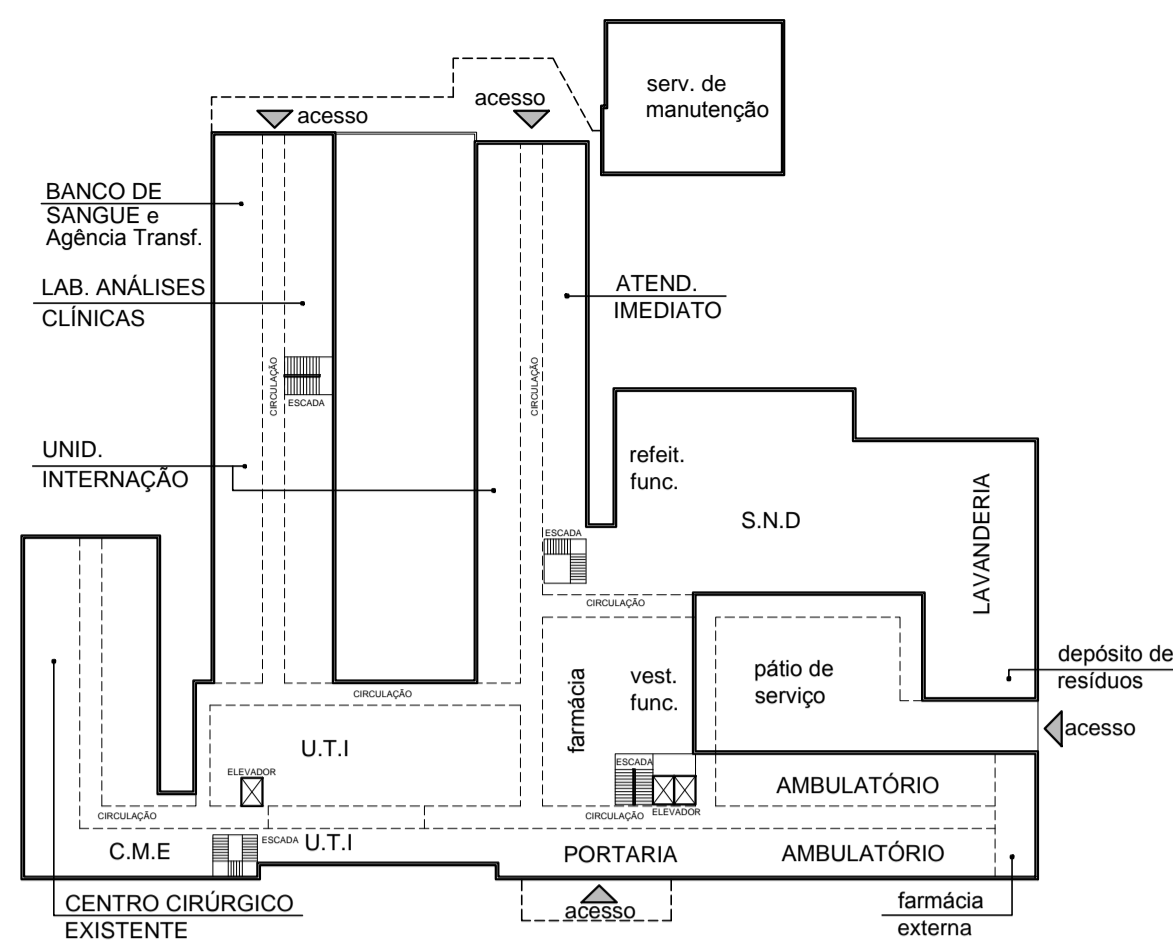 serv. de
manutenção
acesso
acesso
BANCO DE
SANGUE e
Agência Transf.
LAB. ANÁLISES
CLÍNICAS
ATEND.
IMEDIATO
CIRCULAÇÃO
CIRCULAÇÃO
ESCADA
UNID.
INTERNAÇÃO
refeit.
func.
S.N.D
LAVANDERIA
ESCADA
CIRCULAÇÃO
farmácia
vest.
func.
pátio de
serviço
depósito de
resíduos
acesso
CIRCULAÇÃO
U.T.I
ELEVADOR
ESCADA
ELEVADOR
AMBULATÓRIO
CIRCULAÇÃO
CIRCULAÇÃO
C.M.E
ESCADA
U.T.I
PORTARIA
AMBULATÓRIO
CENTRO CIRÚRGICO
EXISTENTE
acesso
farmácia
externa